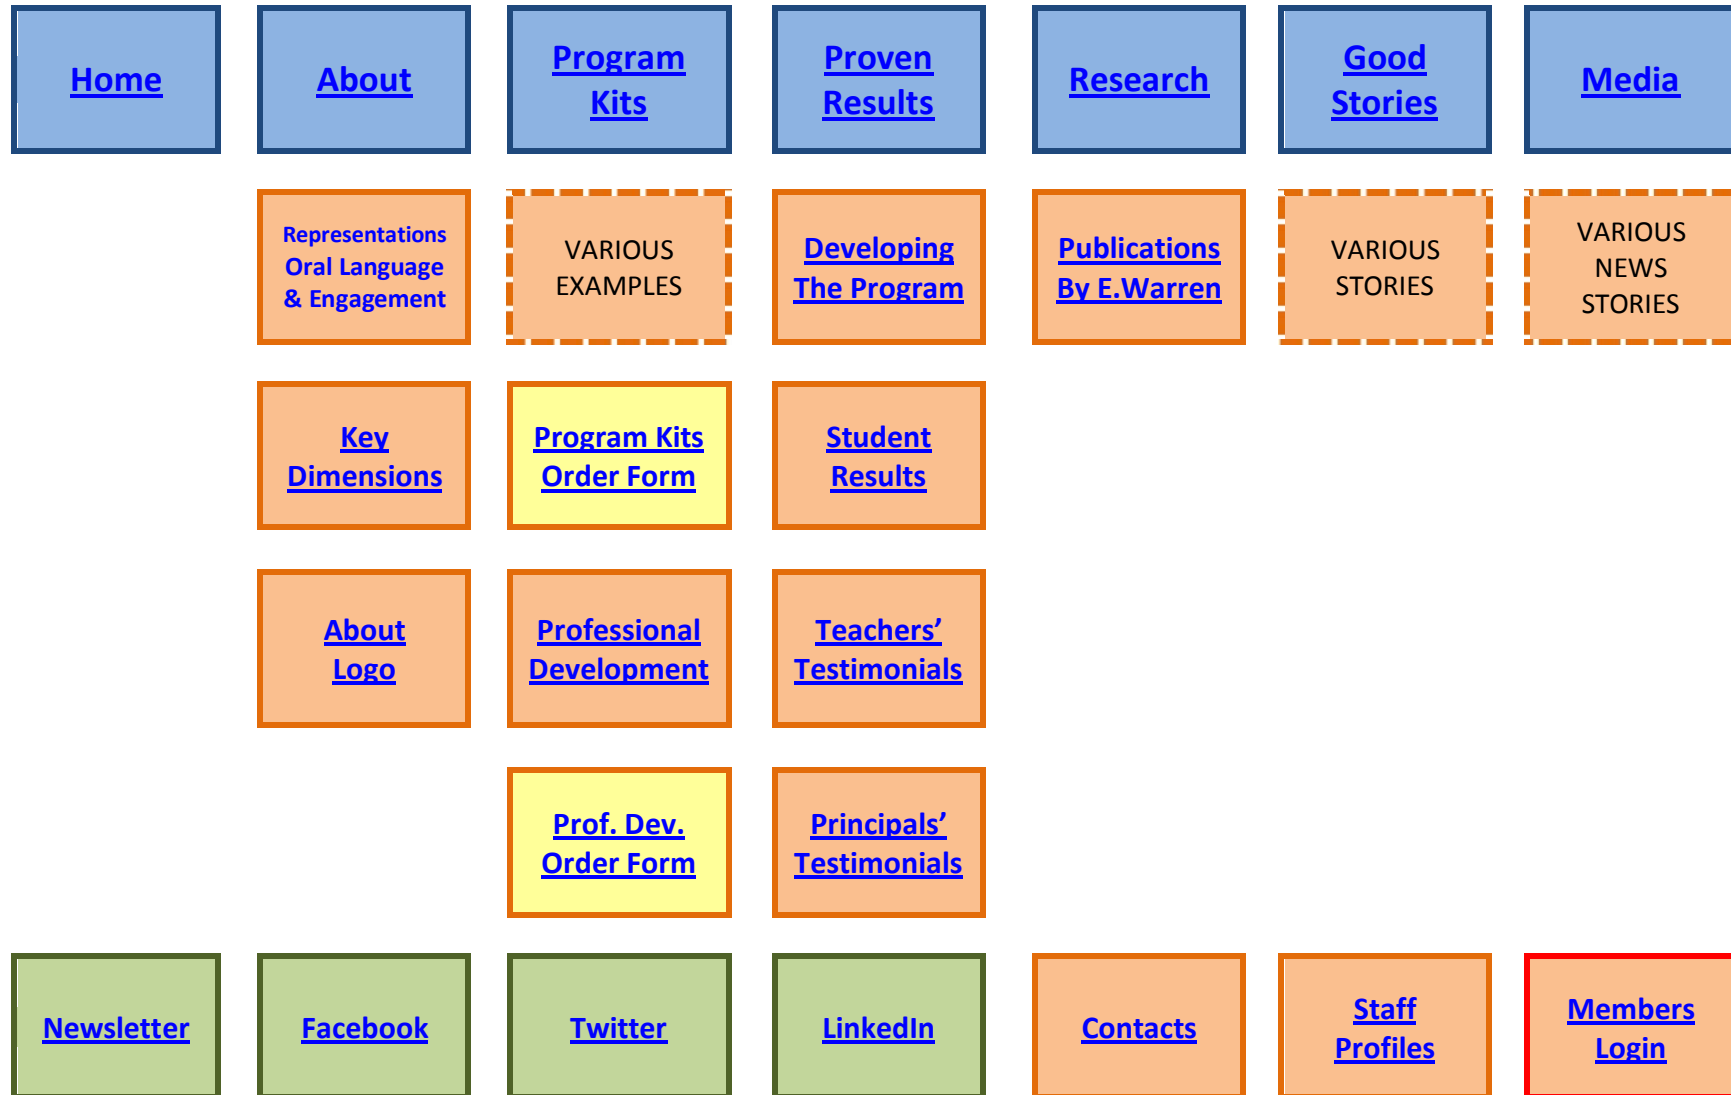 Home
About
Program
Kits
Proven
Results
Research
Good
Stories
Media
Representations
Oral Language
& Engagement
VARIOUS
EXAMPLES
Developing
The Program
Publications
By E.Warren
VARIOUS
STORIES
VARIOUS
NEWS
STORIES
Key
Dimensions
Program Kits
Order Form
Student
Results
About
Logo
Professional
Development
Teachers’
Testimonials
Prof. Dev.
Order Form
Principals’
Testimonials
Newsletter
Facebook
Twitter
LinkedIn
Contacts
Staff
Profiles
Members
Login